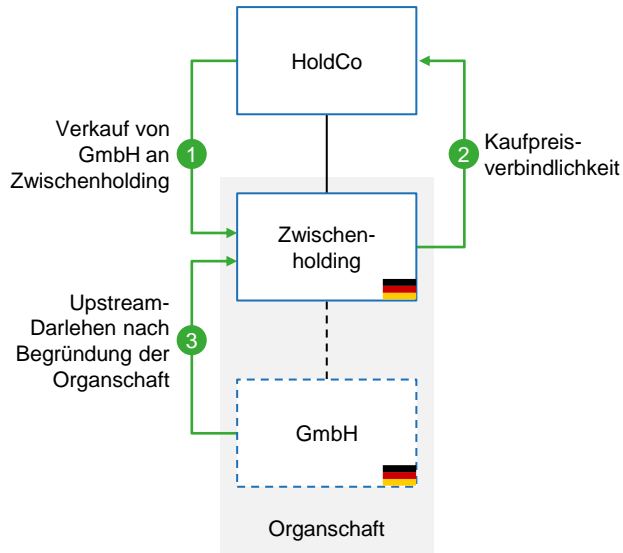 HoldCo
Verkauf von
GmbH an
Zwischenholding
1
2
Kaufpreis-
verbindlichkeit
Zwischen-
holding
Upstream-
Darlehen nach
Begründung der
Organschaft
3
GmbH
Organschaft